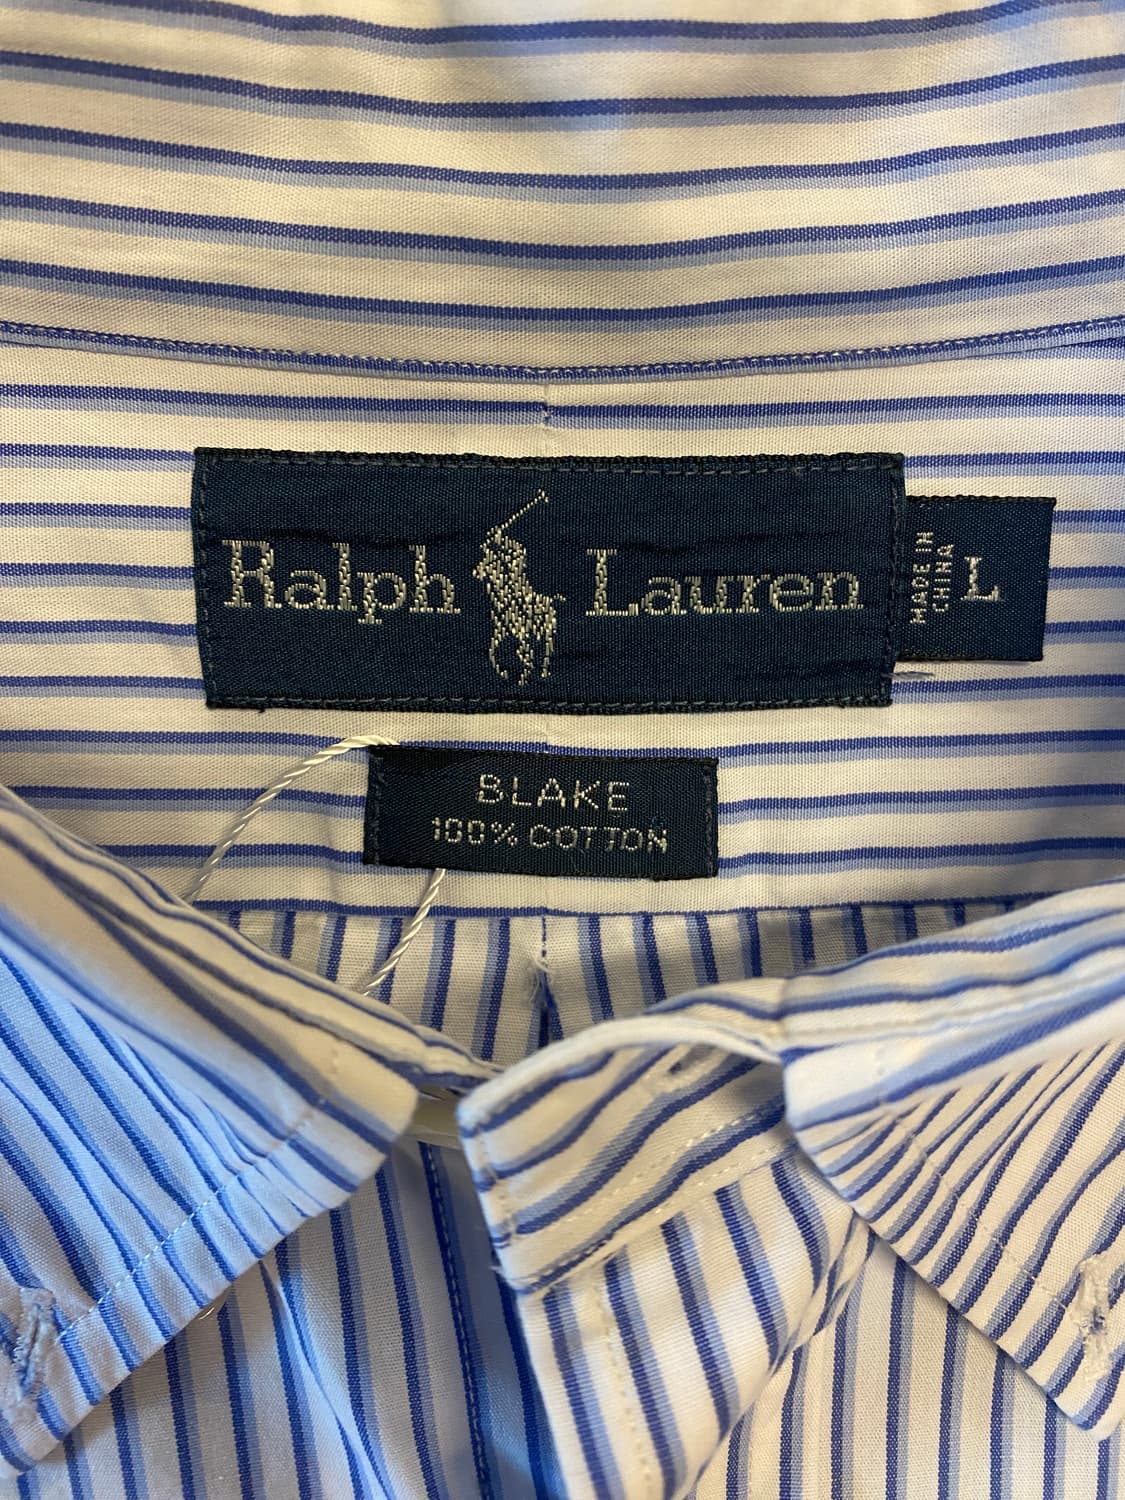 Ralph Lauren
MADE IN
CHINA
L
BLAKE
100% COTTON